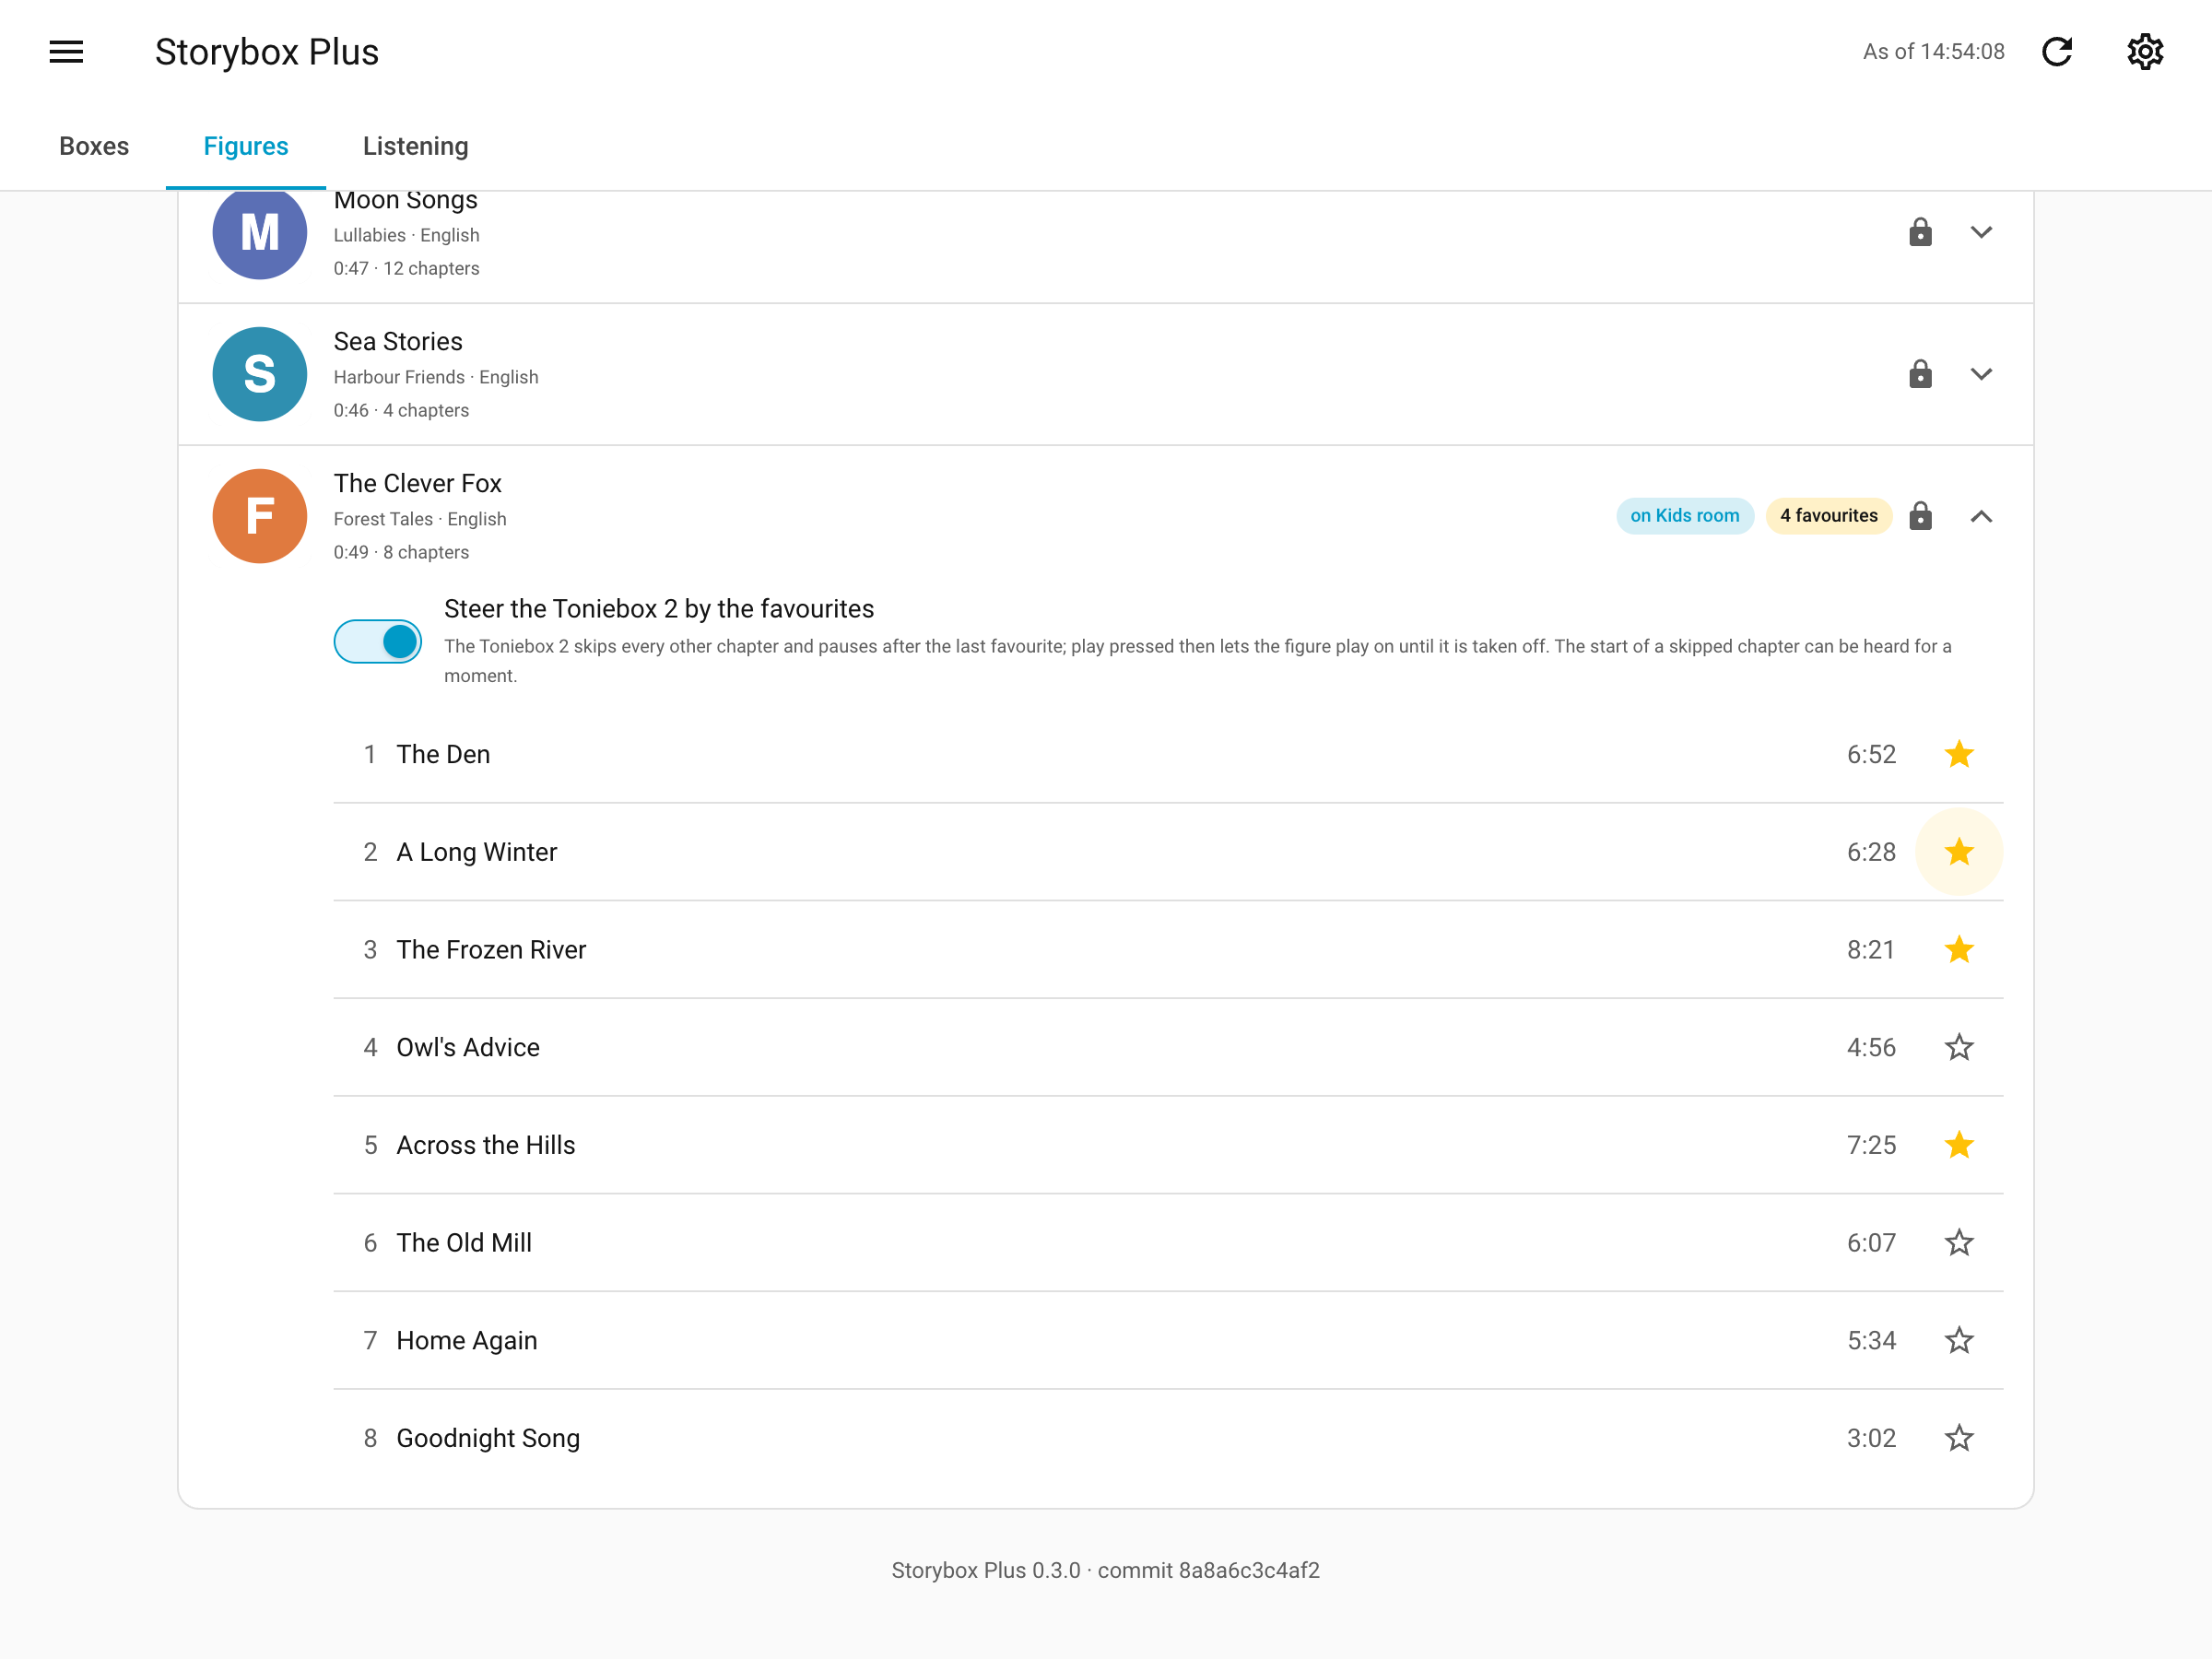 Storybox Plus
As of 14:54:08
Boxes
Figures
Listening
M
Moon Songs
Lullabies · English
0:47 · 12 chapters
S
Sea Stories
Harbour Friends · English
0:46 · 4 chapters
F
The Clever Fox
Forest Tales · English
0:49 · 8 chapters
on Kids room
4 favourites
Steer the Toniebox 2 by the favourites
The Toniebox 2 skips every other chapter and pauses after the last favourite; play pressed then lets the figure play on until it is taken off. The start of a skipped chapter can be heard for a
moment.
1 The Den 6:52
2 A Long Winter 6:28
3 The Frozen River 8:21
4 Owl's Advice 4:56
5 Across the Hills 7:25
6 The Old Mill 6:07
7 Home Again 5:34
8 Goodnight Song 3:02
Storybox Plus 0.3.0 · commit 8a8a6c3c4af2